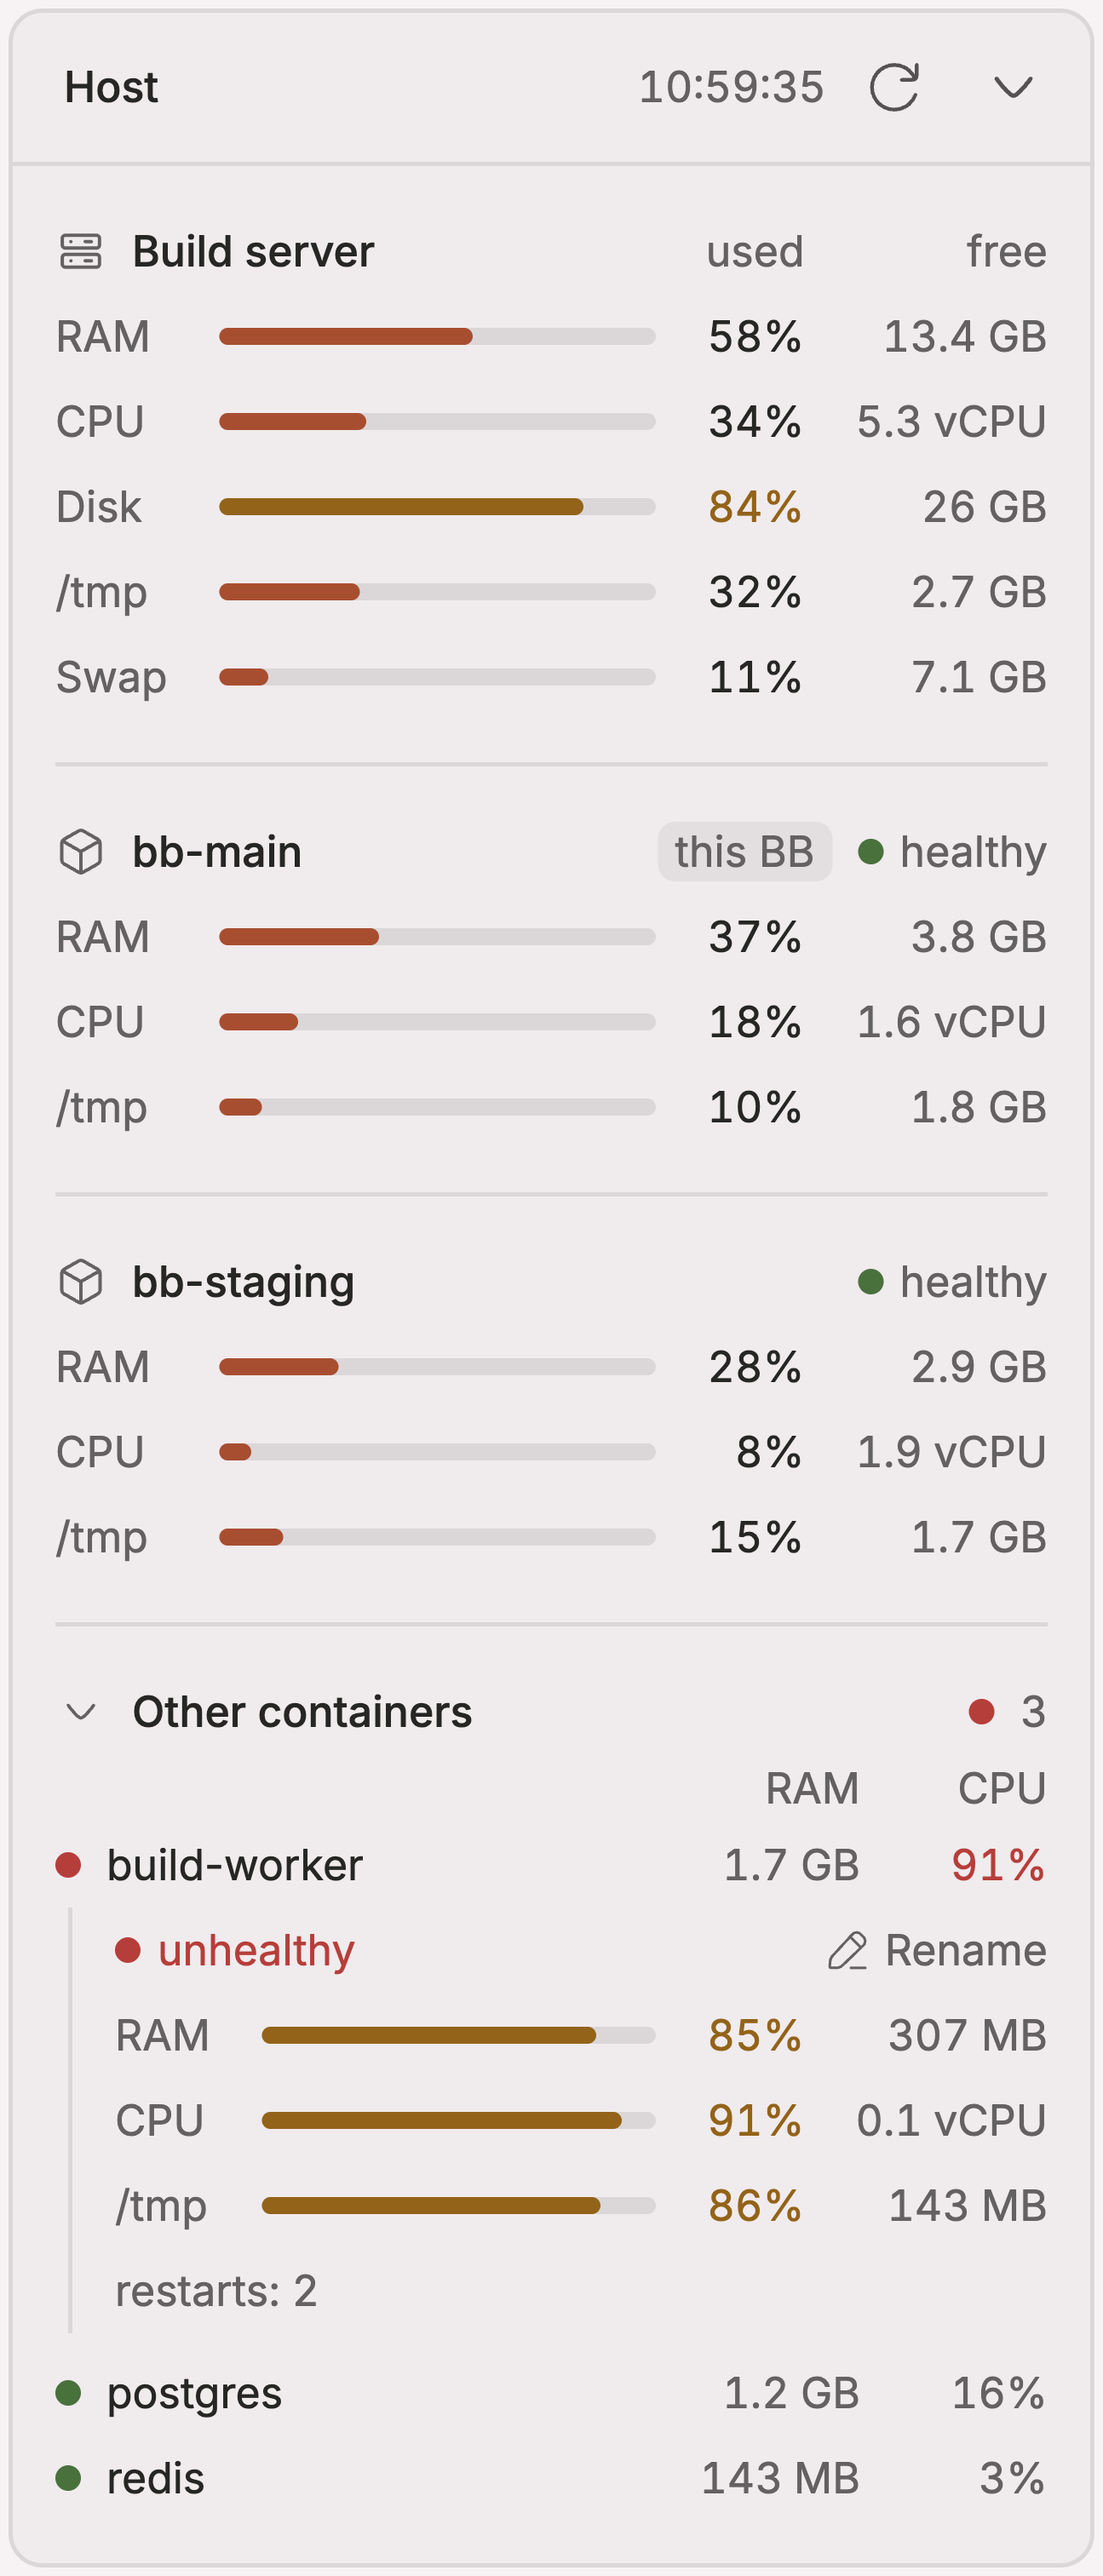 Host 10:59:35
Build server used free
RAM 58% 13.4 GB
CPU 34% 5.3 vCPU
Disk 84% 26 GB
/tmp 32% 2.7 GB
Swap 11% 7.1 GB
bb-main this BB healthy
RAM 37% 3.8 GB
CPU 18% 1.6 vCPU
/tmp 10% 1.8 GB
bb-staging healthy
RAM 28% 2.9 GB
CPU 8% 1.9 vCPU
/tmp 15% 1.7 GB
Other containers 3
RAM CPU
build-worker 1.7 GB 91%
unhealthy Rename
RAM 85% 307 MB
CPU 91% 0.1 vCPU
/tmp 86% 143 MB
restarts: 2
postgres 1.2 GB 16%
redis 143 MB 3%